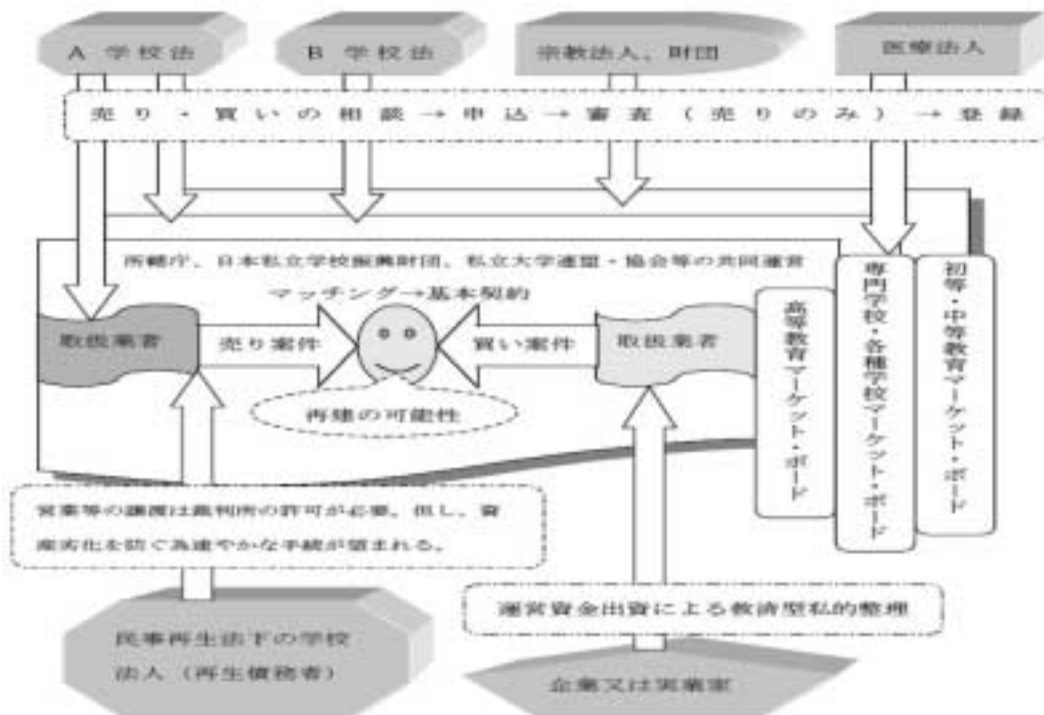 A 学校法
B 学校法
宗教法人、財団
医療法人
売り・買いの相談→申込→審査(売りのみ)→登録
所轄庁、日本私立学校振興財団、私立大学連盟・協会等の共同運営
マッチング→基本契約
取扱業者
売り案件
買い案件
取扱業者
再建の可能性
高等教育マーケット・ボード
専門学校・各種学校マーケット・ボード
初等・中等教育マーケット・ボード
営業等の譲渡は裁判所の許可が必要。但し、資
産劣化を防ぐ為速やかな手続が望まれる。
運営資金出資による救済型私的整理
民事再生法下の学校
法人(再生債務者)
企業又は実業家